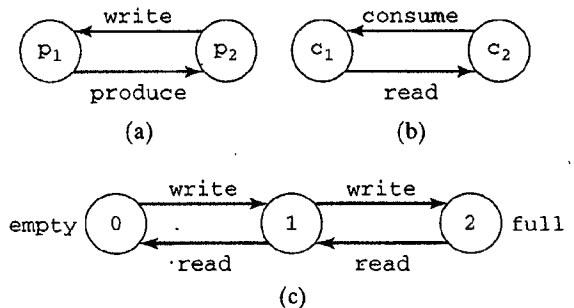 write
p1 p2
produce
(a)
consume
c1 c2
read
(b)
write write
empty 0 1 2 full
read read
(c)